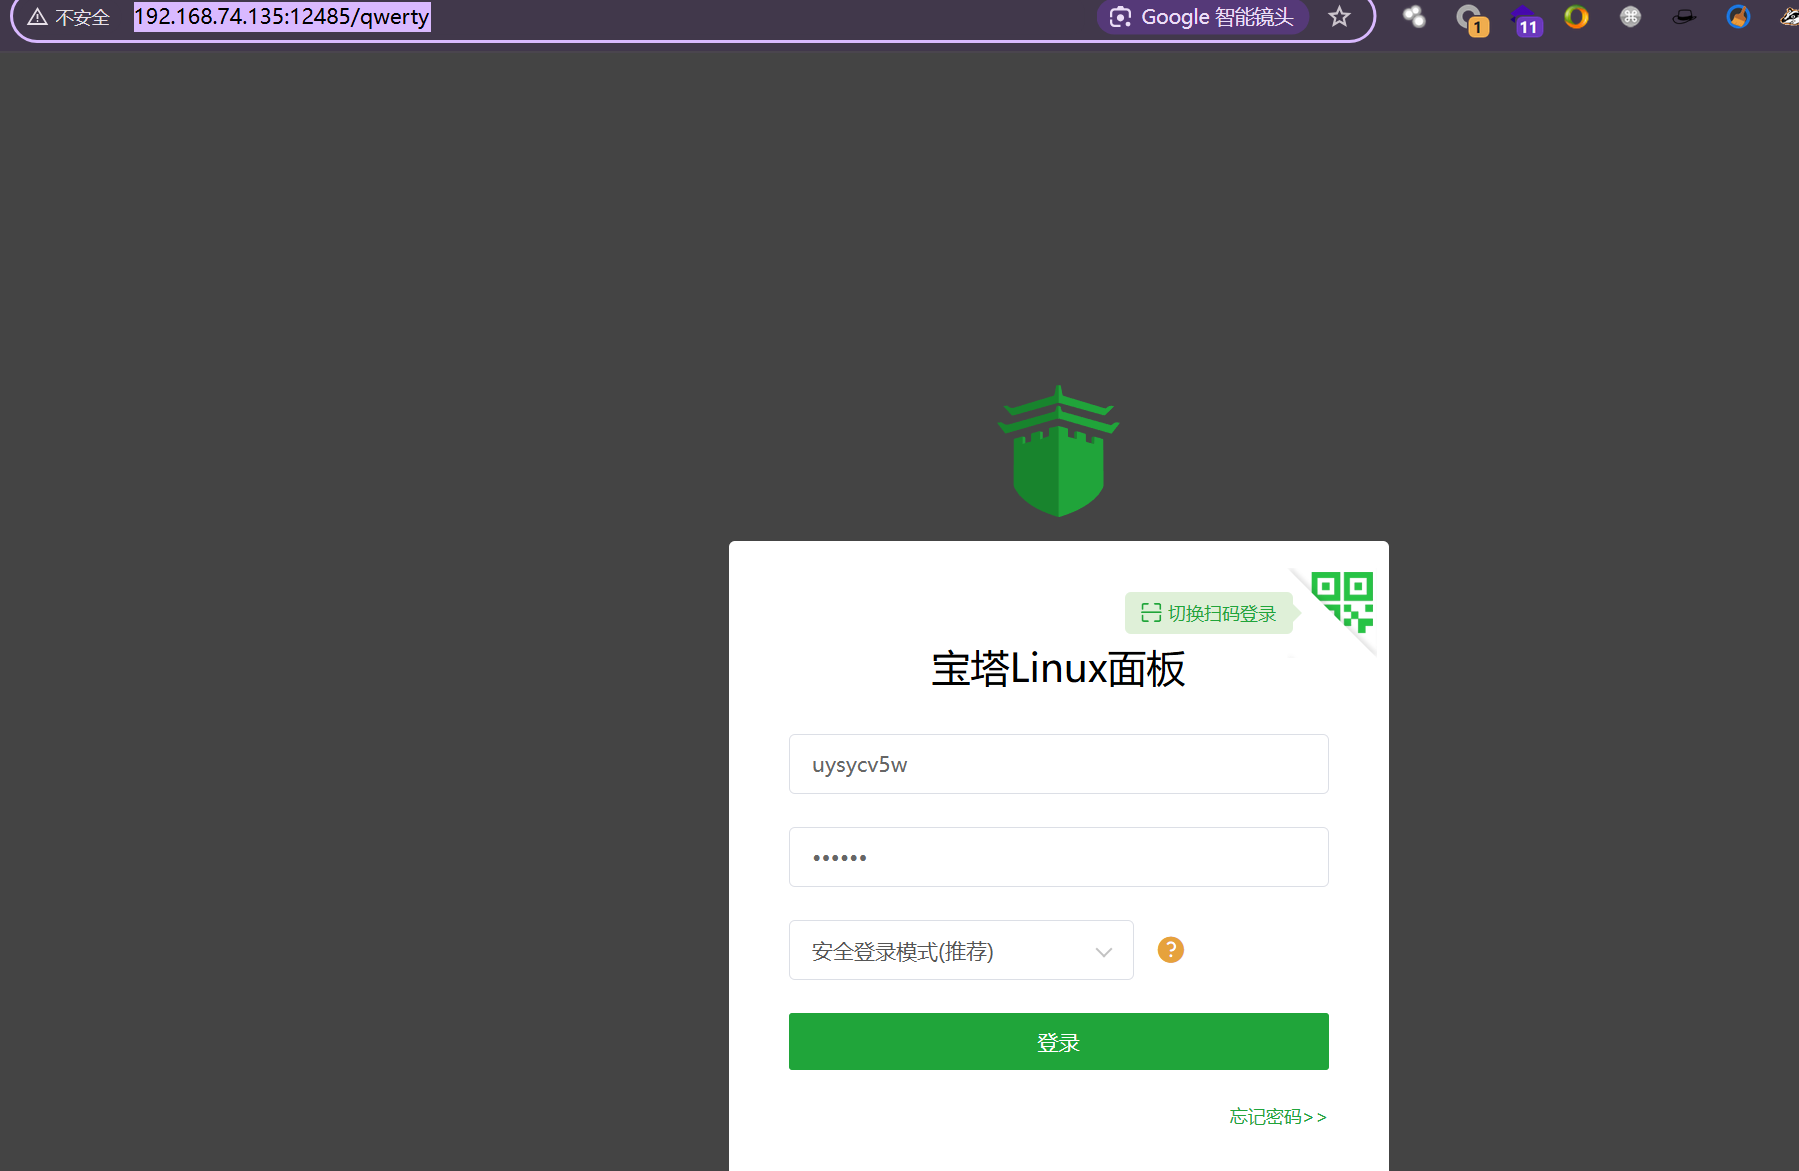 不安全 192.168.74.135:12485/qwerty Google 智能镜头 1 11
切换扫码登录
宝塔Linux面板
uysycv5w
••••••
安全登录模式(推荐) ?
登录
忘记密码>>